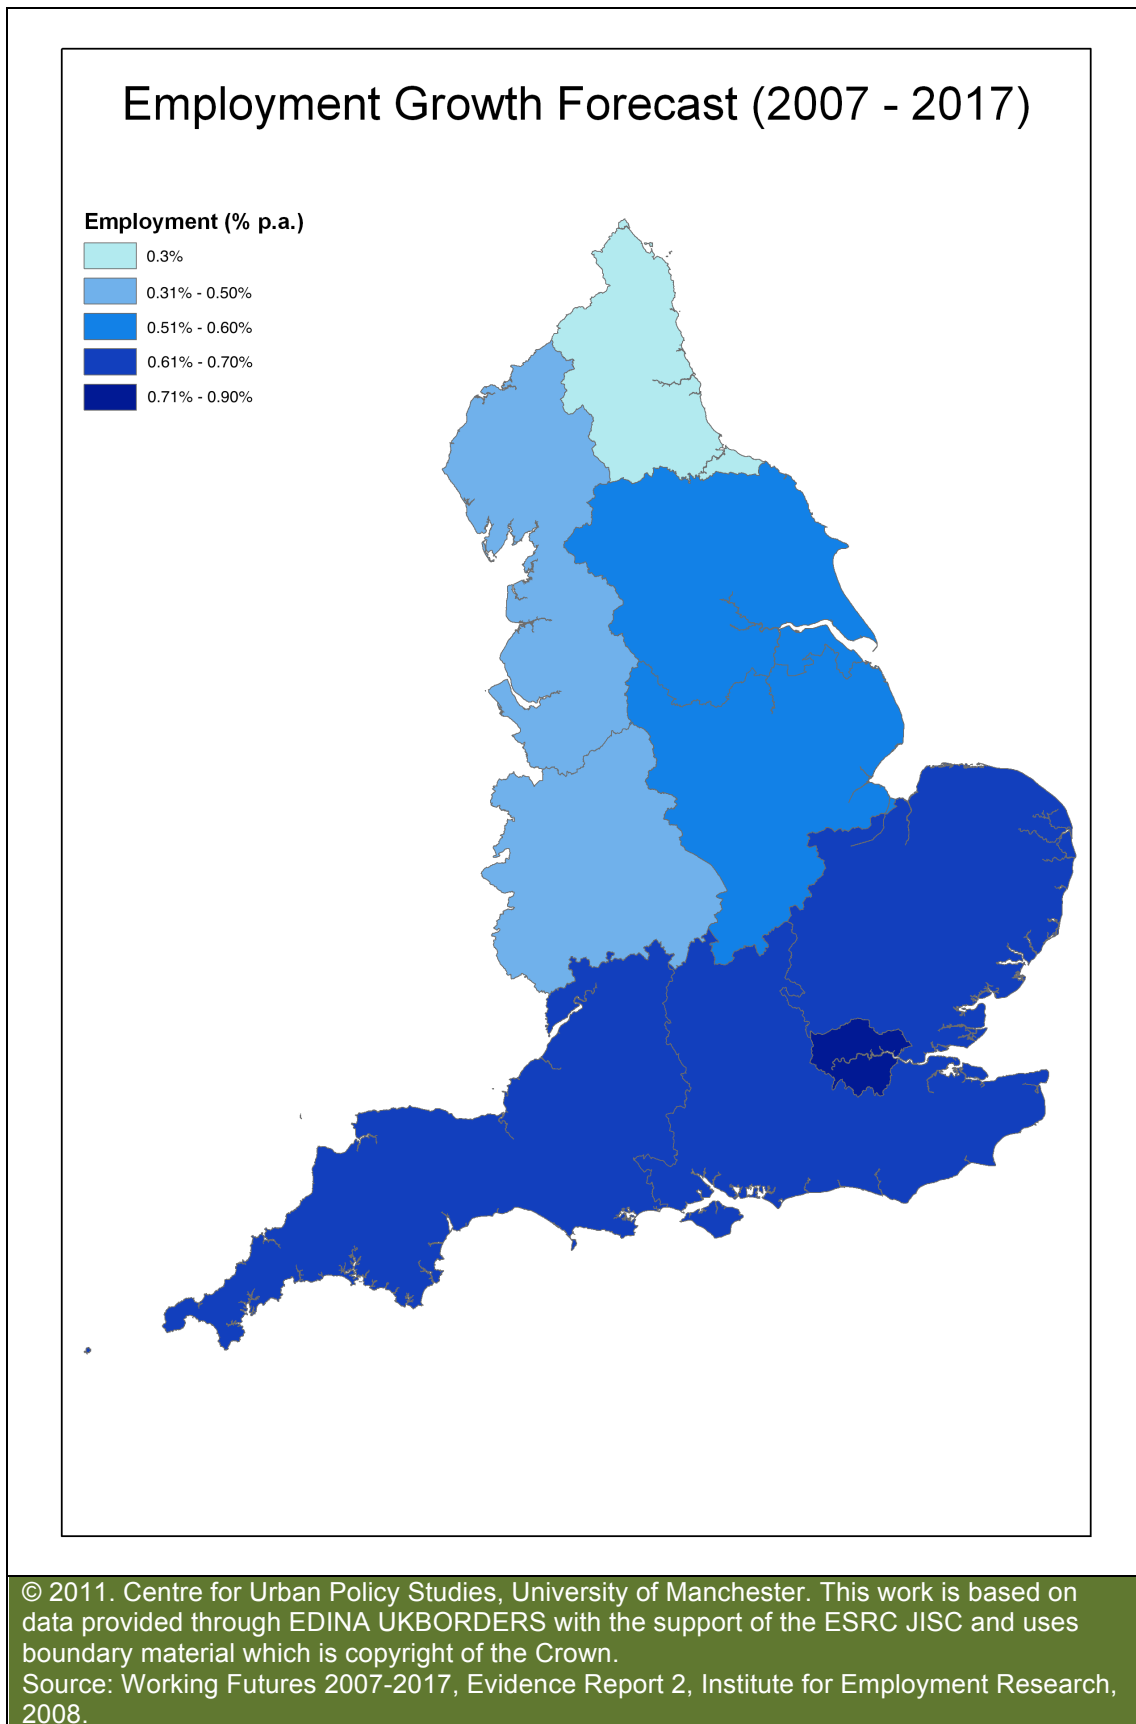 Employment Growth Forecast (2007 - 2017)
Employment (% p.a.)
0.3%
0.31% - 0.50%
0.51% - 0.60%
0.61% - 0.70%
0.71% - 0.90%
© 2011. Centre for Urban Policy Studies, University of Manchester. This work is based on
data provided through EDINA UKBORDERS with the support of the ESRC JISC and uses
boundary material which is copyright of the Crown.
Source: Working Futures 2007-2017, Evidence Report 2, Institute for Employment Research,
2008.